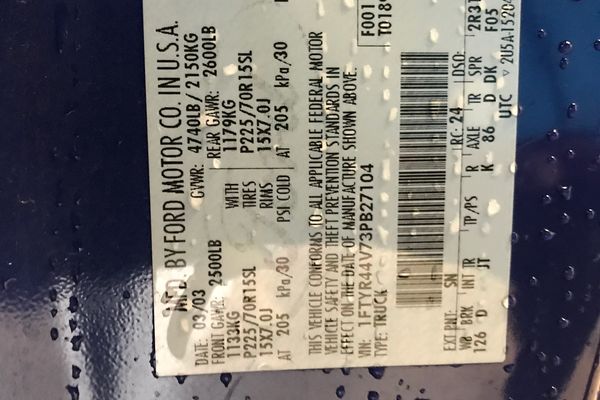 MFD. BY FORD MOTOR CO. IN U.S.A.
DATE: 03/03 GVWR: 4740LB/ 2150KG
FRONT GAWR: 2500LB REAR GAWR: 2600LB
1133KG WITH 1179KG
P225/70R15SL TIRES P225/70R15SL
15X7.0J RIMS 15X7.0J
AT 205 kPa/30 PSI COLD AT 205 kPa/30
THIS VEHICLE CONFORMS TO ALL APPLICABLE FEDERAL MOTOR
VEHICLE SAFETY AND THEFT PREVENTION STANDARDS IN
EFFECT ON THE DATE OF MANUFACTURE SHOWN ABOVE.
VIN: 1FTYR44V73PB27104 F001
TYPE: TRUCK T0189
EXT PNT: SN RC: 24 DSO:
WB BRK INT TR TP/PS R AXLE TR SPR 2R31
126 D JT K 86 D DK F05
UTC